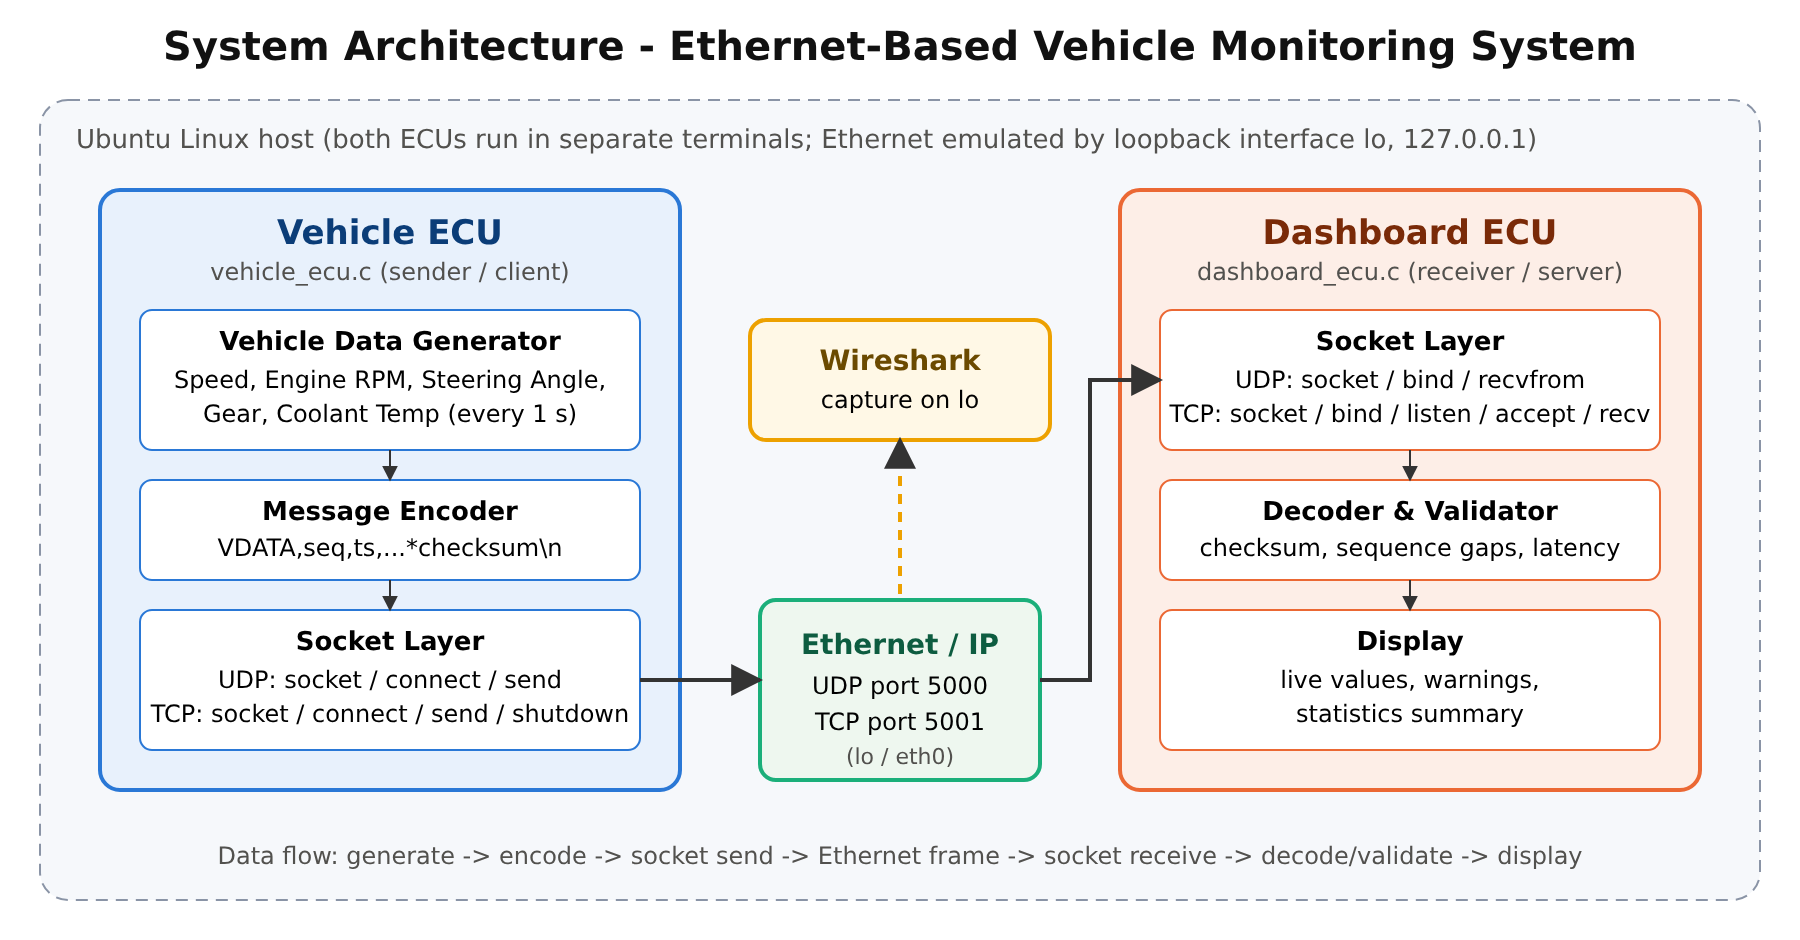 System Architecture - Ethernet-Based Vehicle Monitoring System
Ubuntu Linux host (both ECUs run in separate terminals; Ethernet emulated by loopback interface lo, 127.0.0.1)
Vehicle ECU
vehicle_ecu.c (sender / client)
Vehicle Data Generator
Speed, Engine RPM, Steering Angle,
Gear, Coolant Temp (every 1 s)
Message Encoder
VDATA,seq,ts,...*checksum\n
Socket Layer
UDP: socket / connect / send
TCP: socket / connect / send / shutdown
Wireshark
capture on lo
Ethernet / IP
UDP port 5000
TCP port 5001
(lo / eth0)
Dashboard ECU
dashboard_ecu.c (receiver / server)
Socket Layer
UDP: socket / bind / recvfrom
TCP: socket / bind / listen / accept / recv
Decoder & Validator
checksum, sequence gaps, latency
Display
live values, warnings,
statistics summary
Data flow: generate -> encode -> socket send -> Ethernet frame -> socket receive -> decode/validate -> display